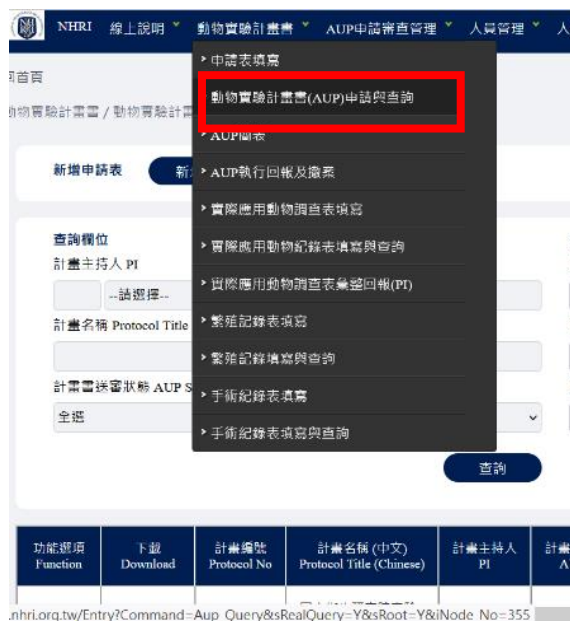 NHRI 線上說明 動物實驗計畫書 AUP申請審查管理 人員管理 人
回首頁
動物實驗計畫書 / 動物實驗計畫
申請表填寫
動物實驗計畫書(AUP)申請與查詢
AUP圖表
AUP執行回報及撤案
實際應用動物調查表填寫
實際應用動物紀錄表填寫與查詢
實際應用動物調查表彙整回報(PI)
繁殖記錄表填寫
繁殖記錄填寫與查詢
手術紀錄表填寫
手術紀錄表填寫與查詢
新增申請表 新
查詢欄位
計畫主持人 PI
--請選擇--
計畫名稱 Protocol Title
計畫書送審狀態 AUP S
全選
查詢
功能選項 下載 計畫編號 計畫名稱 (中文) 計畫主持人 計畫
Function Download Protocol No Protocol Title (Chinese) PI A
.nhri.org.tw/Entry?Command=Aup_Query&sRealQuery=Y&sRoot=Y&iNode_No=355